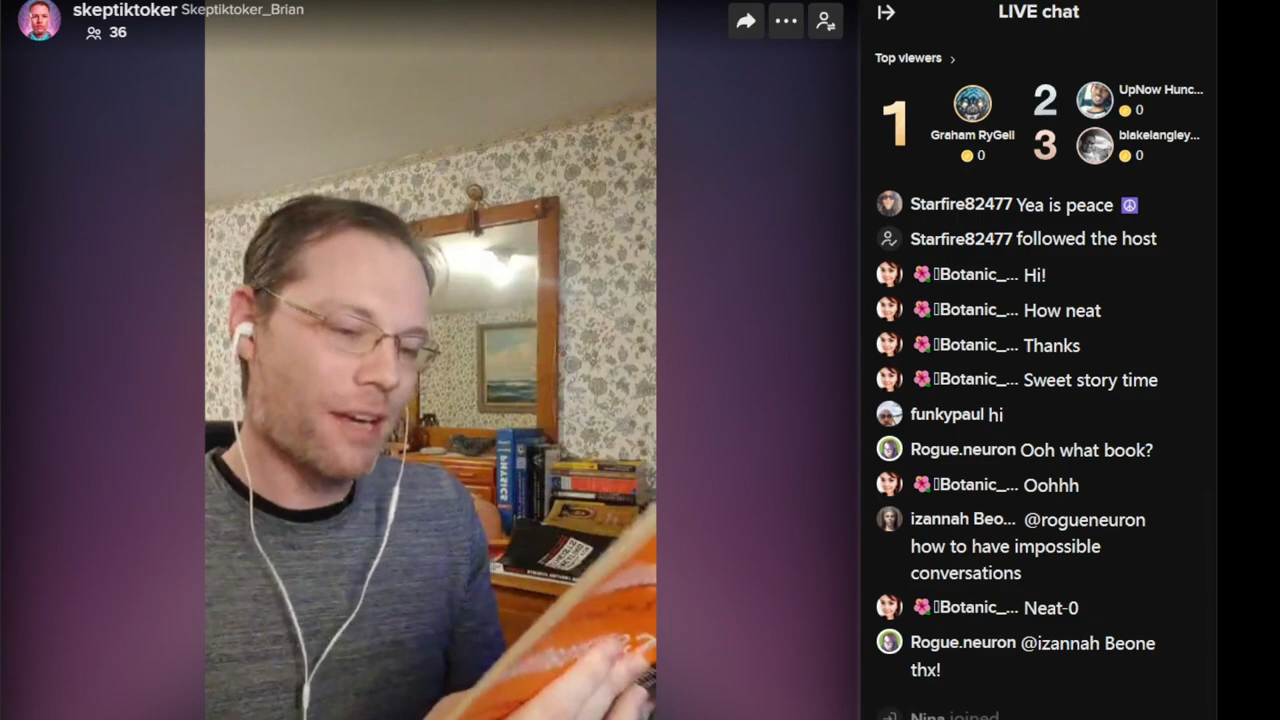 skeptiktoker Skeptiktoker_Brian
36
LIVE chat
Top viewers
1
Graham RyGell
0
2
UpNow Hunc...
0
3
blakelangley...
0
Starfire82477 Yea is peace
Starfire82477 followed the host
Botanic_... Hi!
Botanic_... How neat
Botanic_... Thanks
Botanic_... Sweet story time
funkypaul hi
Rogue.neuron Ooh what book?
Botanic_... Oohhh
izannah Beo... @rogueneuron
how to have impossible
conversations
Botanic_... Neat-0
Rogue.neuron @izannah Beone
thx!
Nina joined
PHYSICS